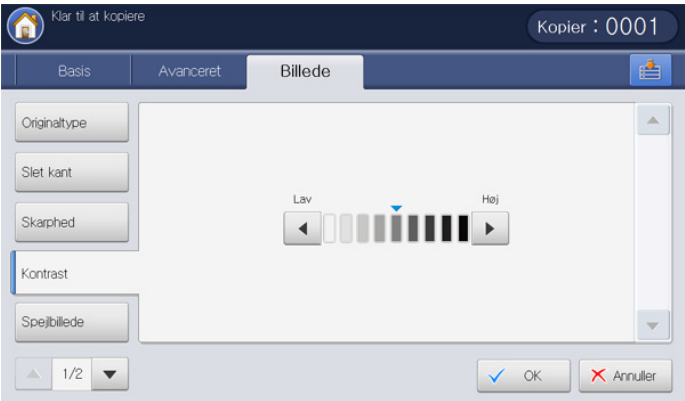 Klar til at kopiere
Kopier : 0001
Basis
Avanceret
Billede
Originaltype
Slet kant
Skarphed
Kontrast
Spejlbillede
Lav
Høj
1/2
OK
Annuller